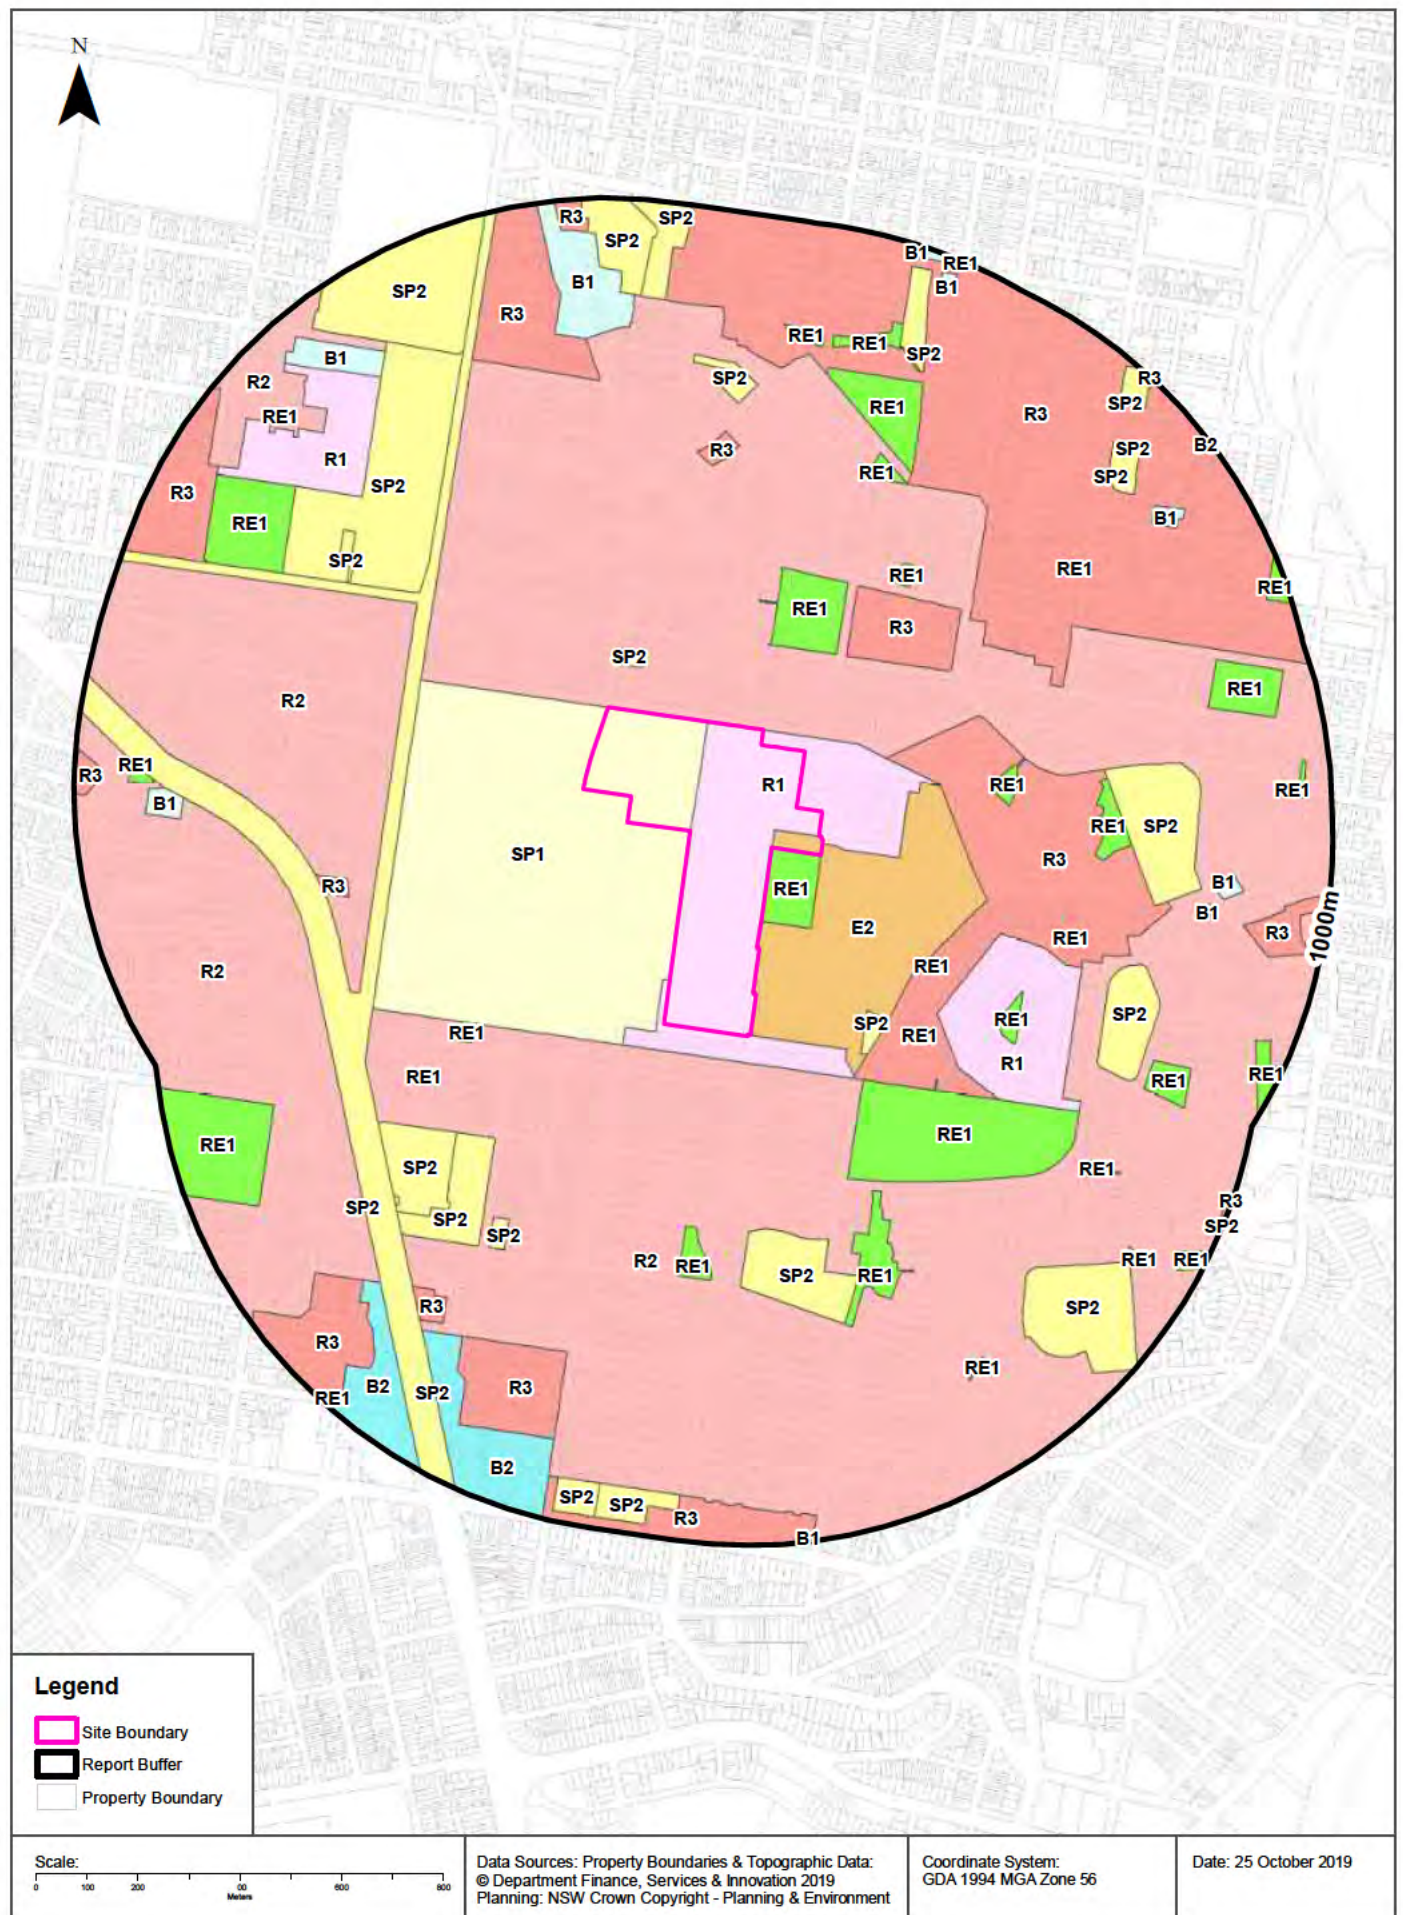 N
R3
SP2
SP2
B1
RE1
B1
SP2
B1
R3
RE1
RE1
SP2
B1
R2
SP2
R3
SP2
RE1
RE1
R3
R1
R3
RE1
B2
SP2
SP2
SP2
R3
RE1
B1
SP2
RE1
RE1
RE1
RE1
R3
SP2
RE1
R2
R3
RE1
B1
R1
RE1
RE1
RE1
SP2
SP1
R3
R3
RE1
B1
B1
E2
R3
1000m
RE1
RE1
R2
SP2
RE1
SP2
RE1
RE1
R1
RE1
RE1
RE1
RE1
RE1
SP2
RE1
SP2
SP2
SP2
R3
SP2
R2
RE1
SP2
RE1
RE1
RE1
R3
SP2
R3
RE1
B2
SP2
R3
RE1
B2
SP2
SP2
R3
B1
Legend
Site Boundary
Report Buffer
Property Boundary
Scale:
0 100 200 00 600 800
Meters
Data Sources: Property Boundaries & Topographic Data:
© Department Finance, Services & Innovation 2019
Planning: NSW Crown Copyright - Planning & Environment
Coordinate System:
GDA 1994 MGA Zone 56
Date: 25 October 2019